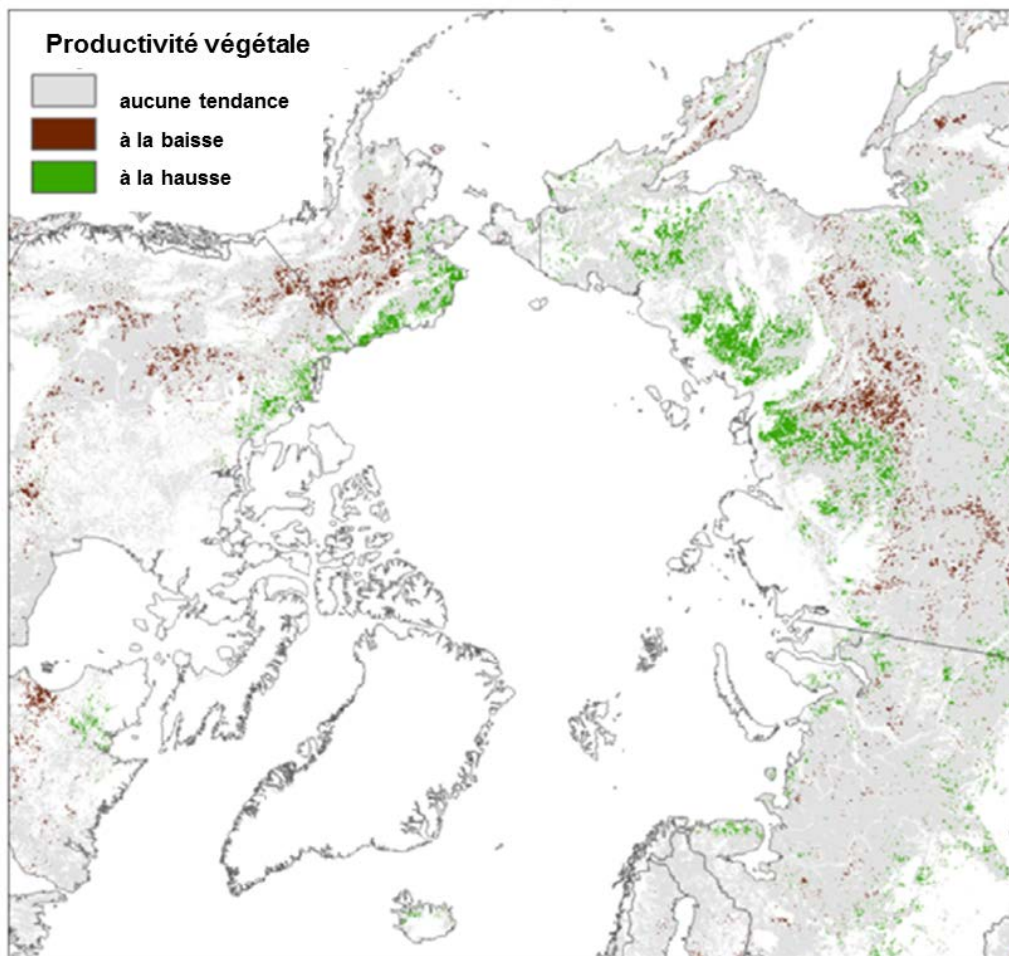 Productivité végétale
aucune tendance
à la baisse
à la hausse